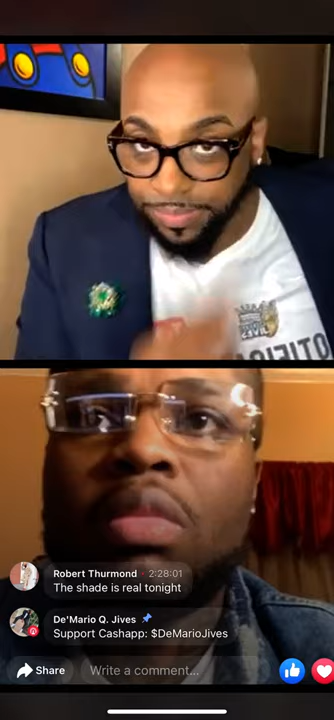 Robert Thurmond · 2:28:01
The shade is real tonight
De'Mario Q. Jives
Support Cashapp: $DeMarioJives
Share
Write a comment...